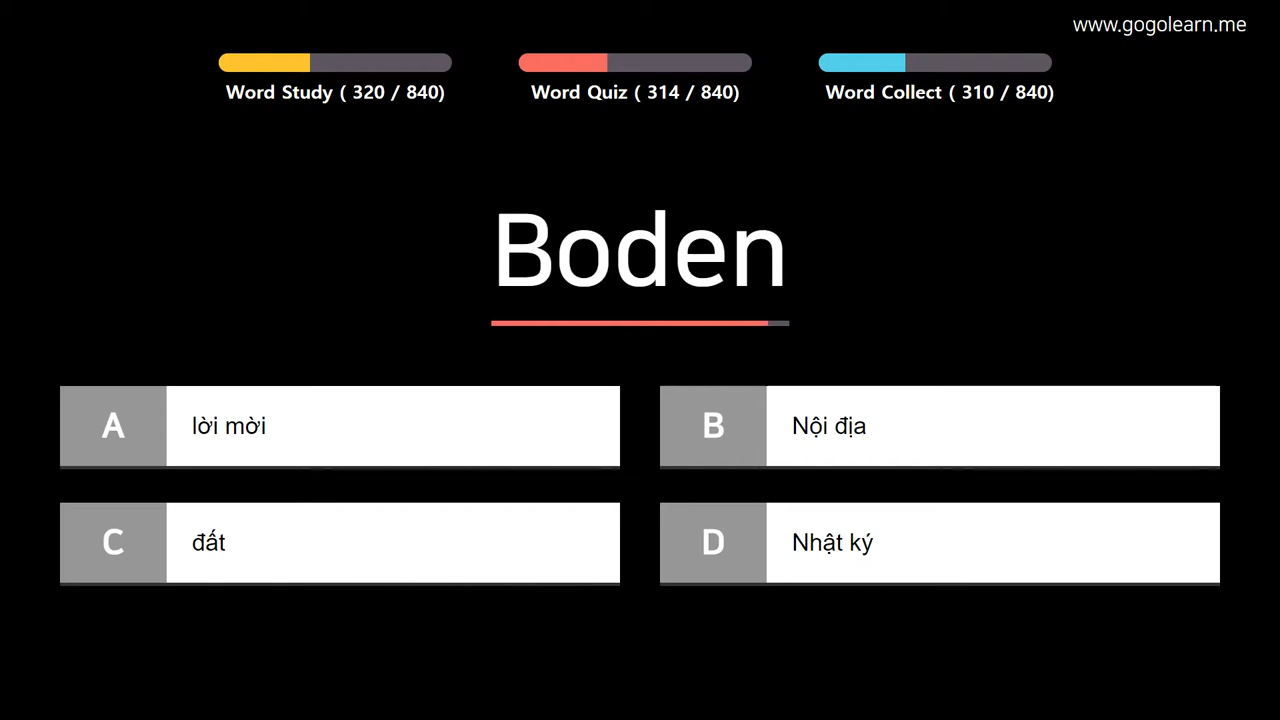 www.gogolearn.me
Word Study ( 320 / 840)
Word Quiz ( 314 / 840)
Word Collect ( 310 / 840)
Boden
A lời mời
B Nội địa
C đất
D Nhật ký